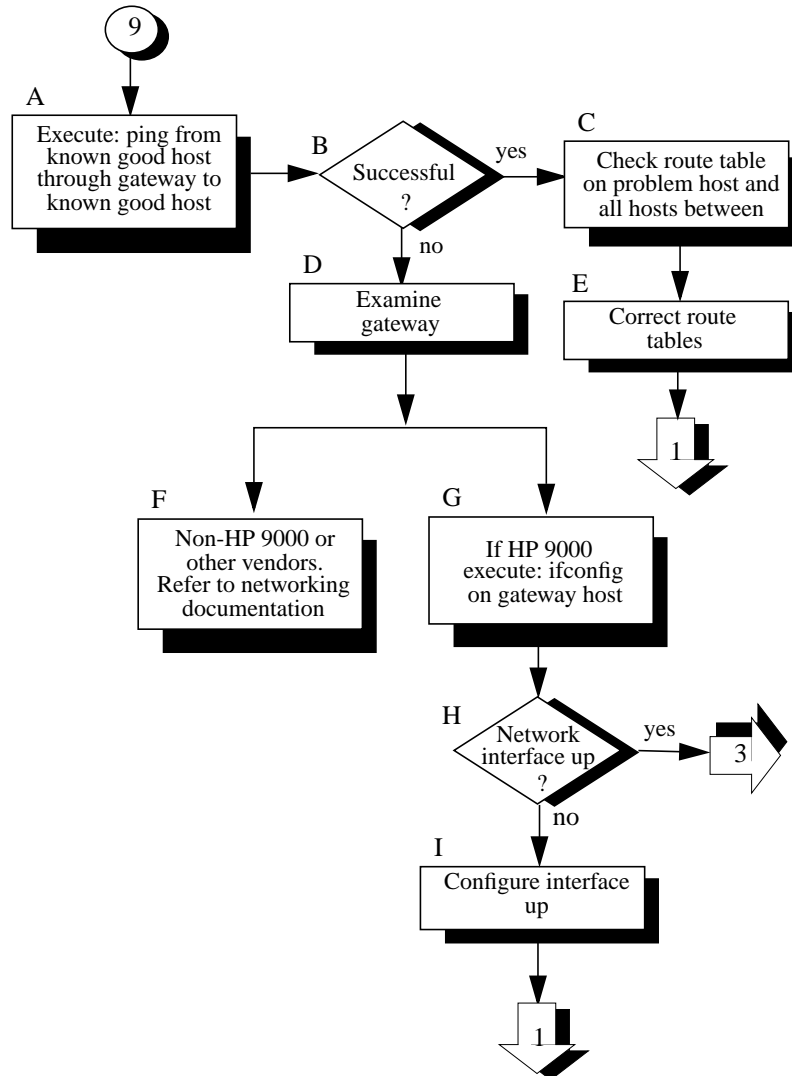 9
A
Execute: ping from
known good host
through gateway to
known good host
B
Successful
?
yes
no
C
Check route table
on problem host and
all hosts between
D
Examine
gateway
E
Correct route
tables
1
F
Non-HP 9000 or
other vendors.
Refer to networking
documentation
G
If HP 9000
execute: ifconfig
on gateway host
H
Network
interface up
?
yes
3
no
I
Configure interface
up
1